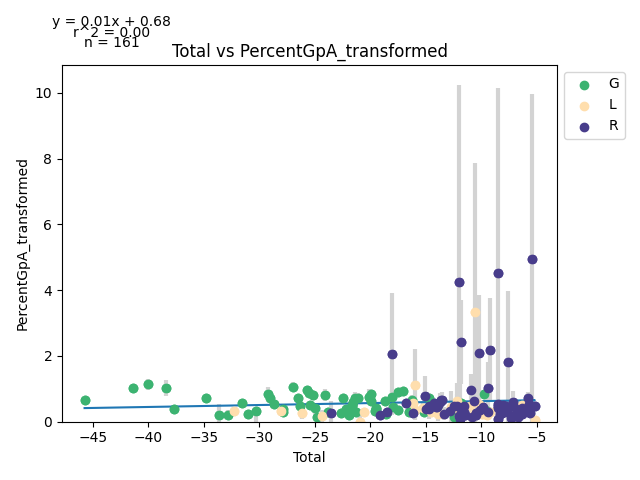 y = 0.01x + 0.68
r^2 = 0.00
n = 161
Total vs PercentGpA_transformed
G
L
R
PercentGpA_transformed
10
8
6
4
2
0
−45
−40
−35
−30
−25
−20
−15
−10
−5
Total